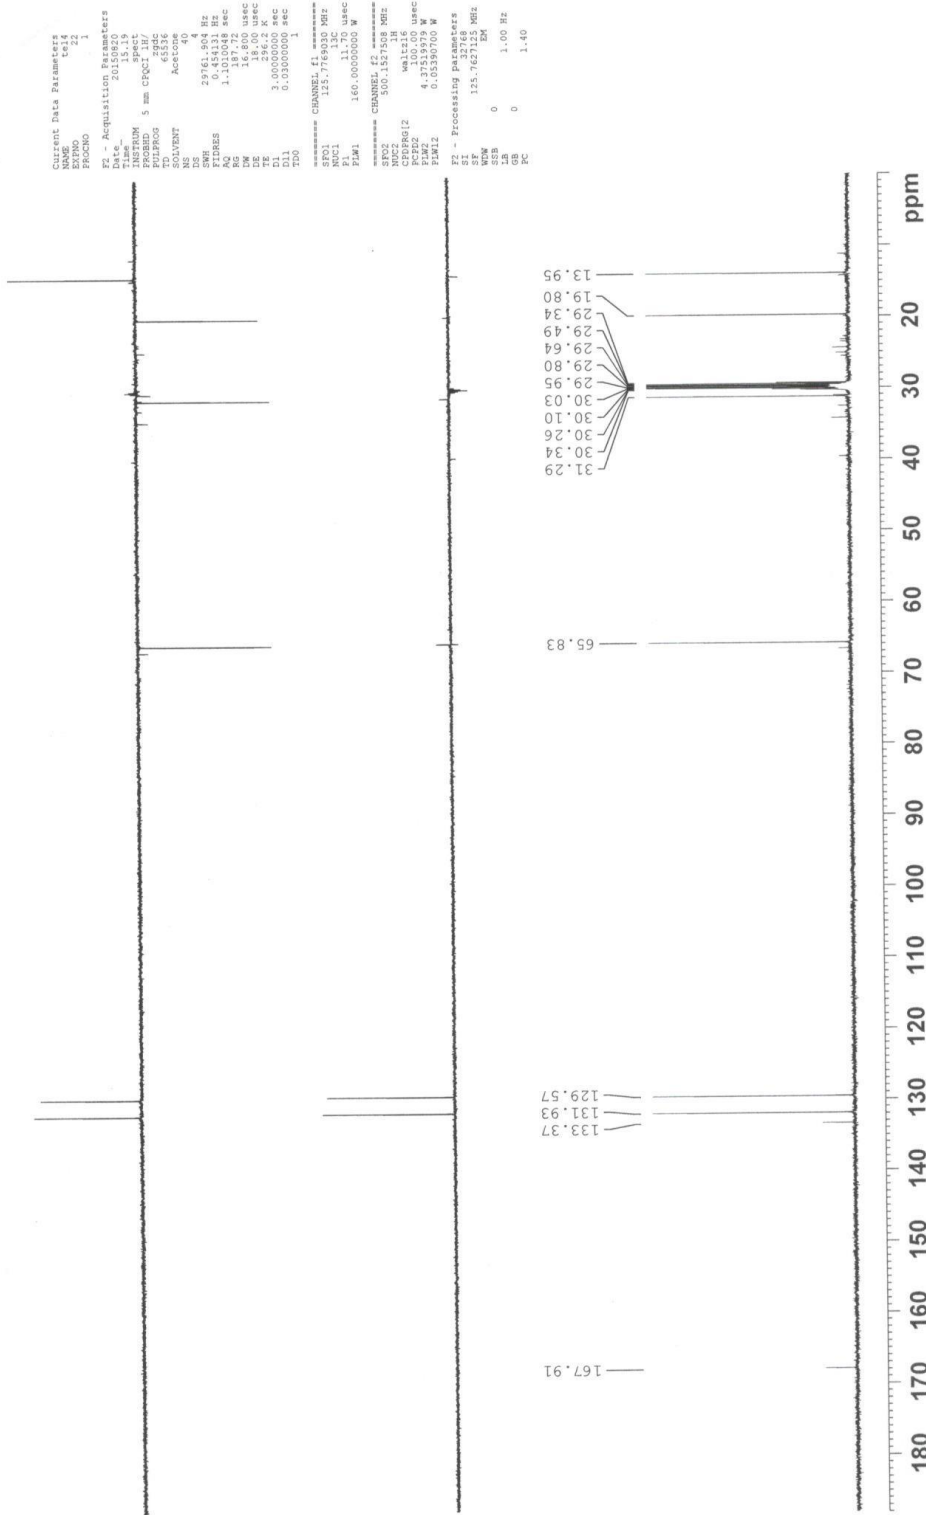 Current Data Parameters
NAME te14
EXPNO 22
PROCNO 1
F2 - Acquisition Parameters
Date_ 20150820
Time_ 15.19
INSTRUM spect
PROBHD 5 mm CPQCI 1H/
PULPROG zgdc
TD 65536
SOLVENT Acetone
NS 40
DS 4
SWH 29761.904 Hz
FIDRES 0.454131 Hz
AQ 1.1010048 sec
RG 187.72
DW 16.800 usec
DE 18.00 usec
TE 296.2 K
D1 3.00000000 sec
D11 0.03000000 sec
TD0 1
======== CHANNEL f1 ========
SFO1 125.7769930 MHz
NUC1 13C
P1 11.70 usec
PLW1 160.00000000 W
======== CHANNEL f2 ========
SFO2 500.1527508 MHz
NUC2 1H
CPDPRG[2 waltz16
PCPD2 100.00 usec
PLW2 4.37519979 W
PLW12 0.05390700 W
F2 - Processing parameters
SI 32768
SF 125.7627125 MHz
WDW EM
SSB 0
LB 1.00 Hz
GB 0
PC 1.40
167.91
133.37
131.93
129.57
65.83
31.29
30.34
30.26
30.10
30.03
29.95
29.80
29.64
29.49
29.34
19.80
13.95
180 170 160 150 140 130 120 110 100 90 80 70 60 50 40 30 20 ppm